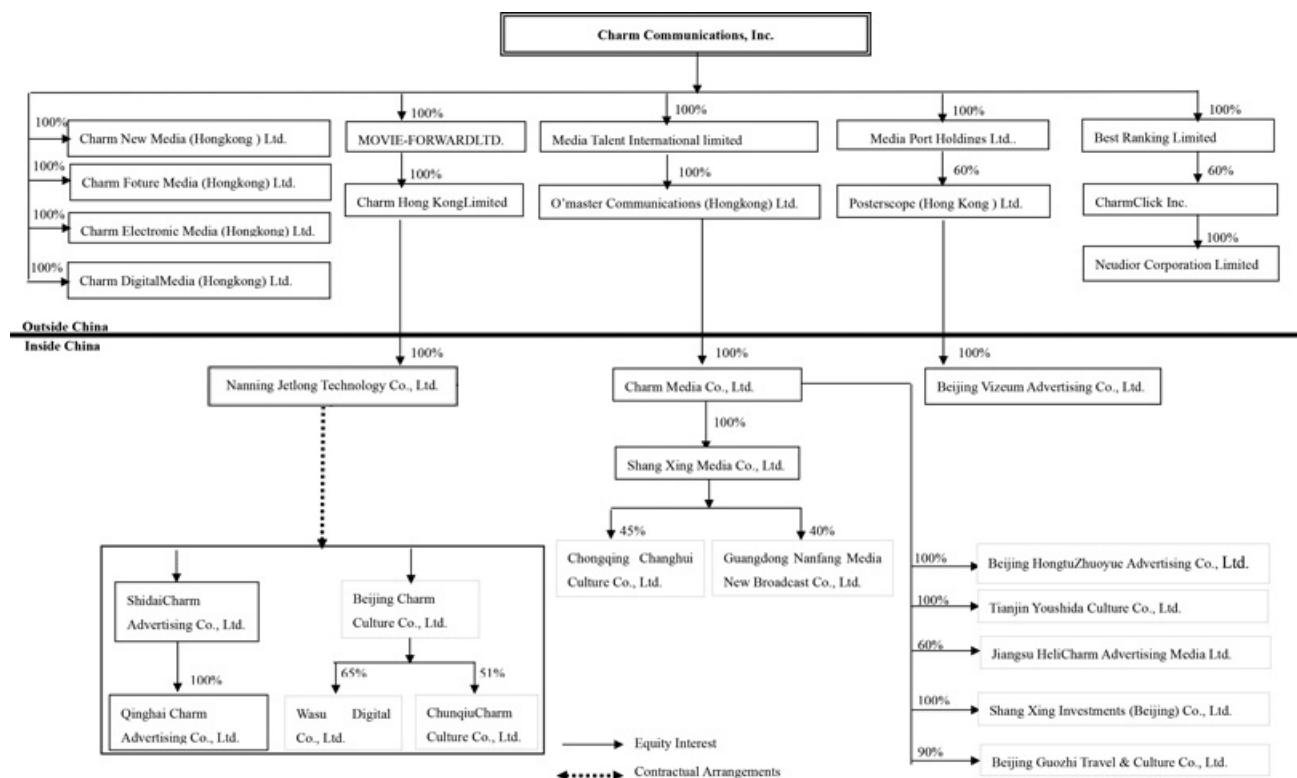 Charm Communications, Inc.
100%
100%
100%
100%
100%
Charm New Media (Hongkong ) Ltd.
MOVIE-FORWARDLTD.
Media Talent International limited
Media Port Holdings Ltd..
Best Ranking Limited
100%
100%
100%
60%
60%
Charm Foture Media (Hongkong) Ltd.
Charm Hong KongLimited
O'master Communications (Hongkong) Ltd.
Posterscope (Hong Kong ) Ltd.
CharmClick Inc.
100%
Charm Electronic Media (Hongkong) Ltd.
100%
100%
Charm DigitalMedia (Hongkong) Ltd.
Neudior Corporation Limited
Outside China
Inside China
100%
100%
100%
Nanning Jetlong Technology Co., Ltd.
Charm Media Co., Ltd.
Beijing Vizeum Advertising Co., Ltd.
100%
Shang Xing Media Co., Ltd.
45%
40%
Chongqing Changhui
Culture Co., Ltd.
Guangdong Nanfang Media
New Broadcast Co., Ltd.
100%
Beijing HongtuZhuoyue Advertising Co., Ltd.
100%
Tianjin Youshida Culture Co., Ltd.
60%
Jiangsu HeliCharm Advertising Media Ltd.
100%
Shang Xing Investments (Beijing) Co., Ltd.
90%
Beijing Guozhi Travel & Culture Co., Ltd.
ShidaiCharm
Advertising Co., Ltd.
Beijing Charm
Culture Co., Ltd.
100%
65%
51%
Qinghai Charm
Advertising Co., Ltd.
Wasu Digital
Co., Ltd.
ChunqiuCharm
Culture Co., Ltd.
Equity Interest
Contractual Arrangements